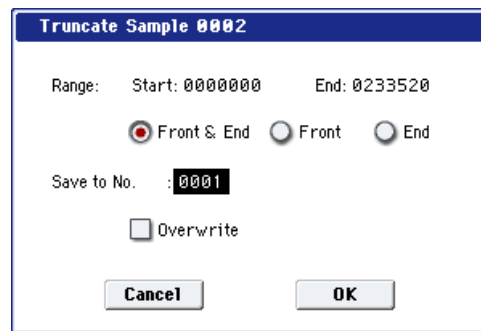 Truncate Sample 0002
Range: Start: 0000000 End: 0233520
Front & End Front End
Save to No. :0001
Overwrite
Cancel OK